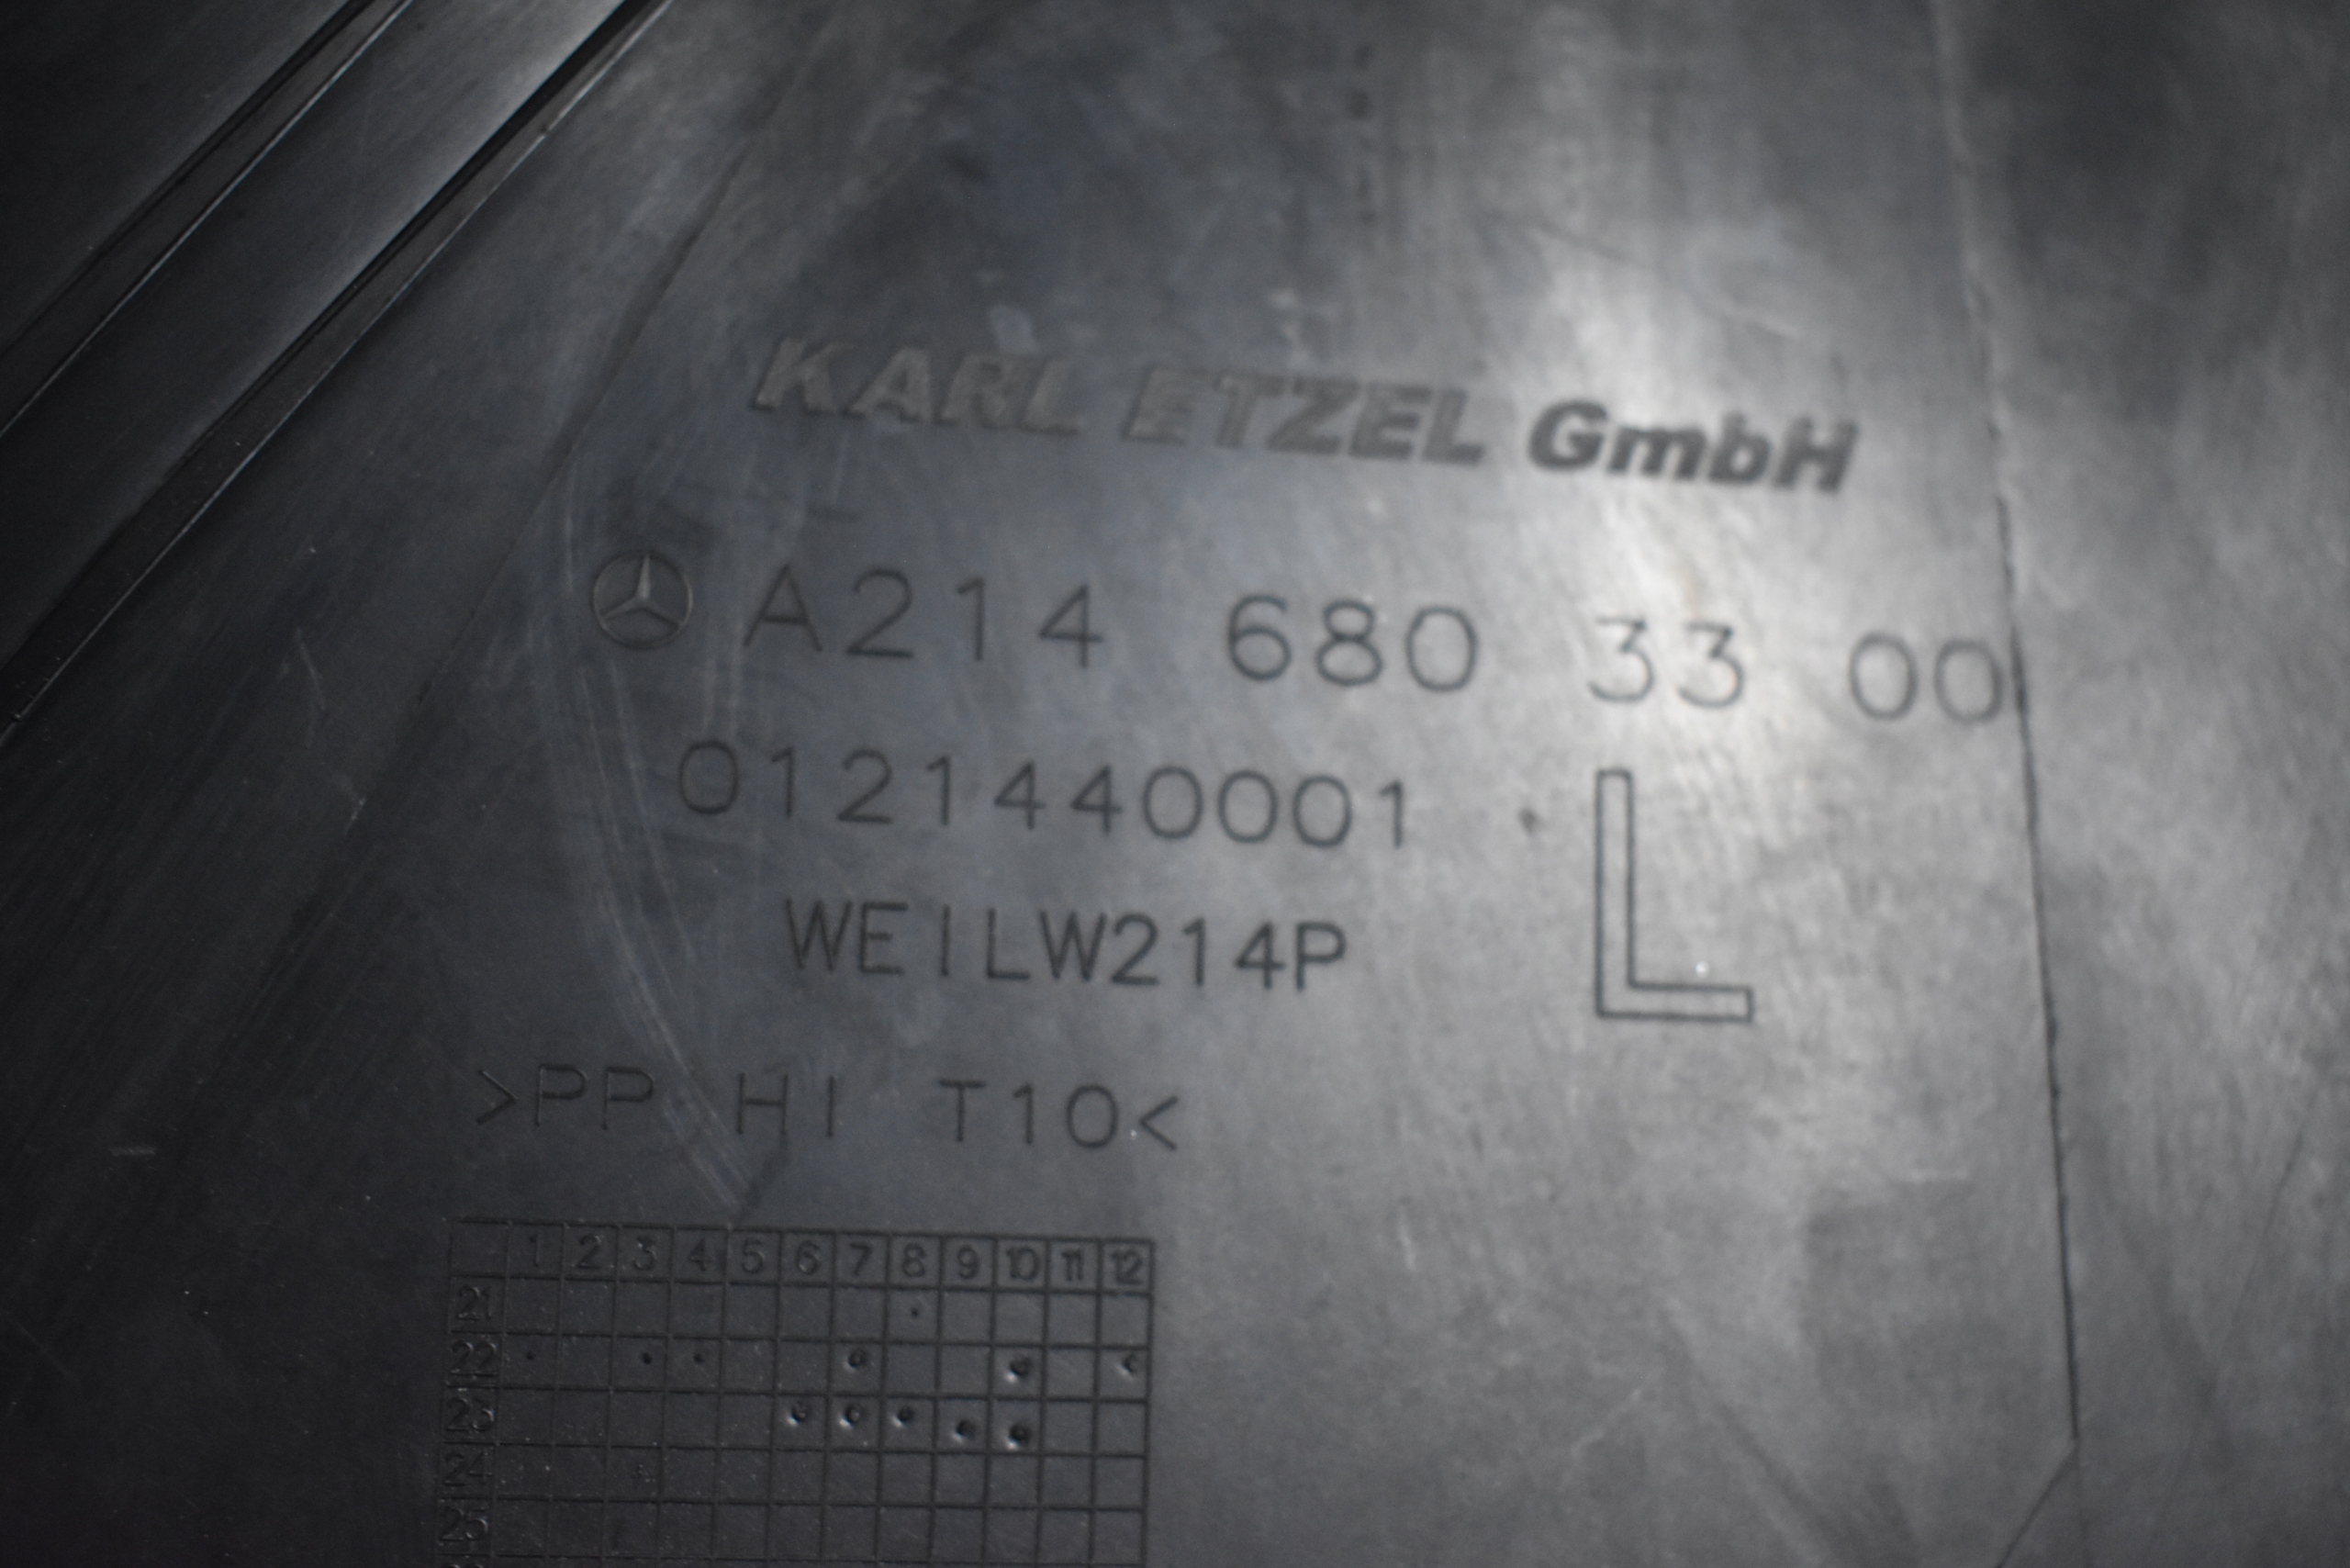 KARL ETZEL GmbH
A214 680 33 00
0121440001
L
WEILW214P
>PP HI T10<
1 2 3 4 5 6 7 8 9 10 11 12
21
22
23
24
25